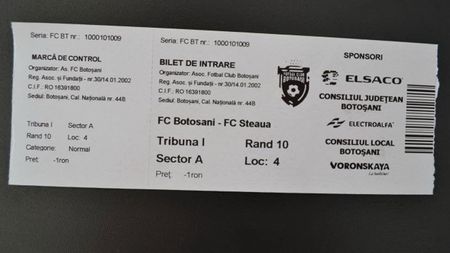 Seria: FC BT nr.: 1000101009
MARCĂ DE CONTROL
Organizator: As. FC Botoșani
Reg. Asoc. și Fundații - nr.30/14.01.2002
C.I.F.: RO 16391800
Sediul: Botoșani, Cal. Națională nr. 44B
Tribuna I Sector A
Rand 10 Loc: 4
Categorie: Normal
Preț: -1ron
Seria: FC BT nr.: 1000101009
BILET DE INTRARE
Organizator: Asoc. Fotbal Club Botoșani
Reg. Asoc. și Fundații - nr.30/14.01.2002
C.I.F.: RO 16391800
Sediul: Botoșani, Cal. Națională nr. 44B
FOTBAL CLUB
BOTOSANI
FC Botosani - FC Steaua
Tribuna I Rand 10
Sector A Loc: 4
Preț: -1ron
SPONSORI
ELSACO
CONSILIUL JUDEȚEAN
BOTOȘANI
ELECTROALFA
CONSILIUL LOCAL
BOTOȘANI
VORONSKAYA